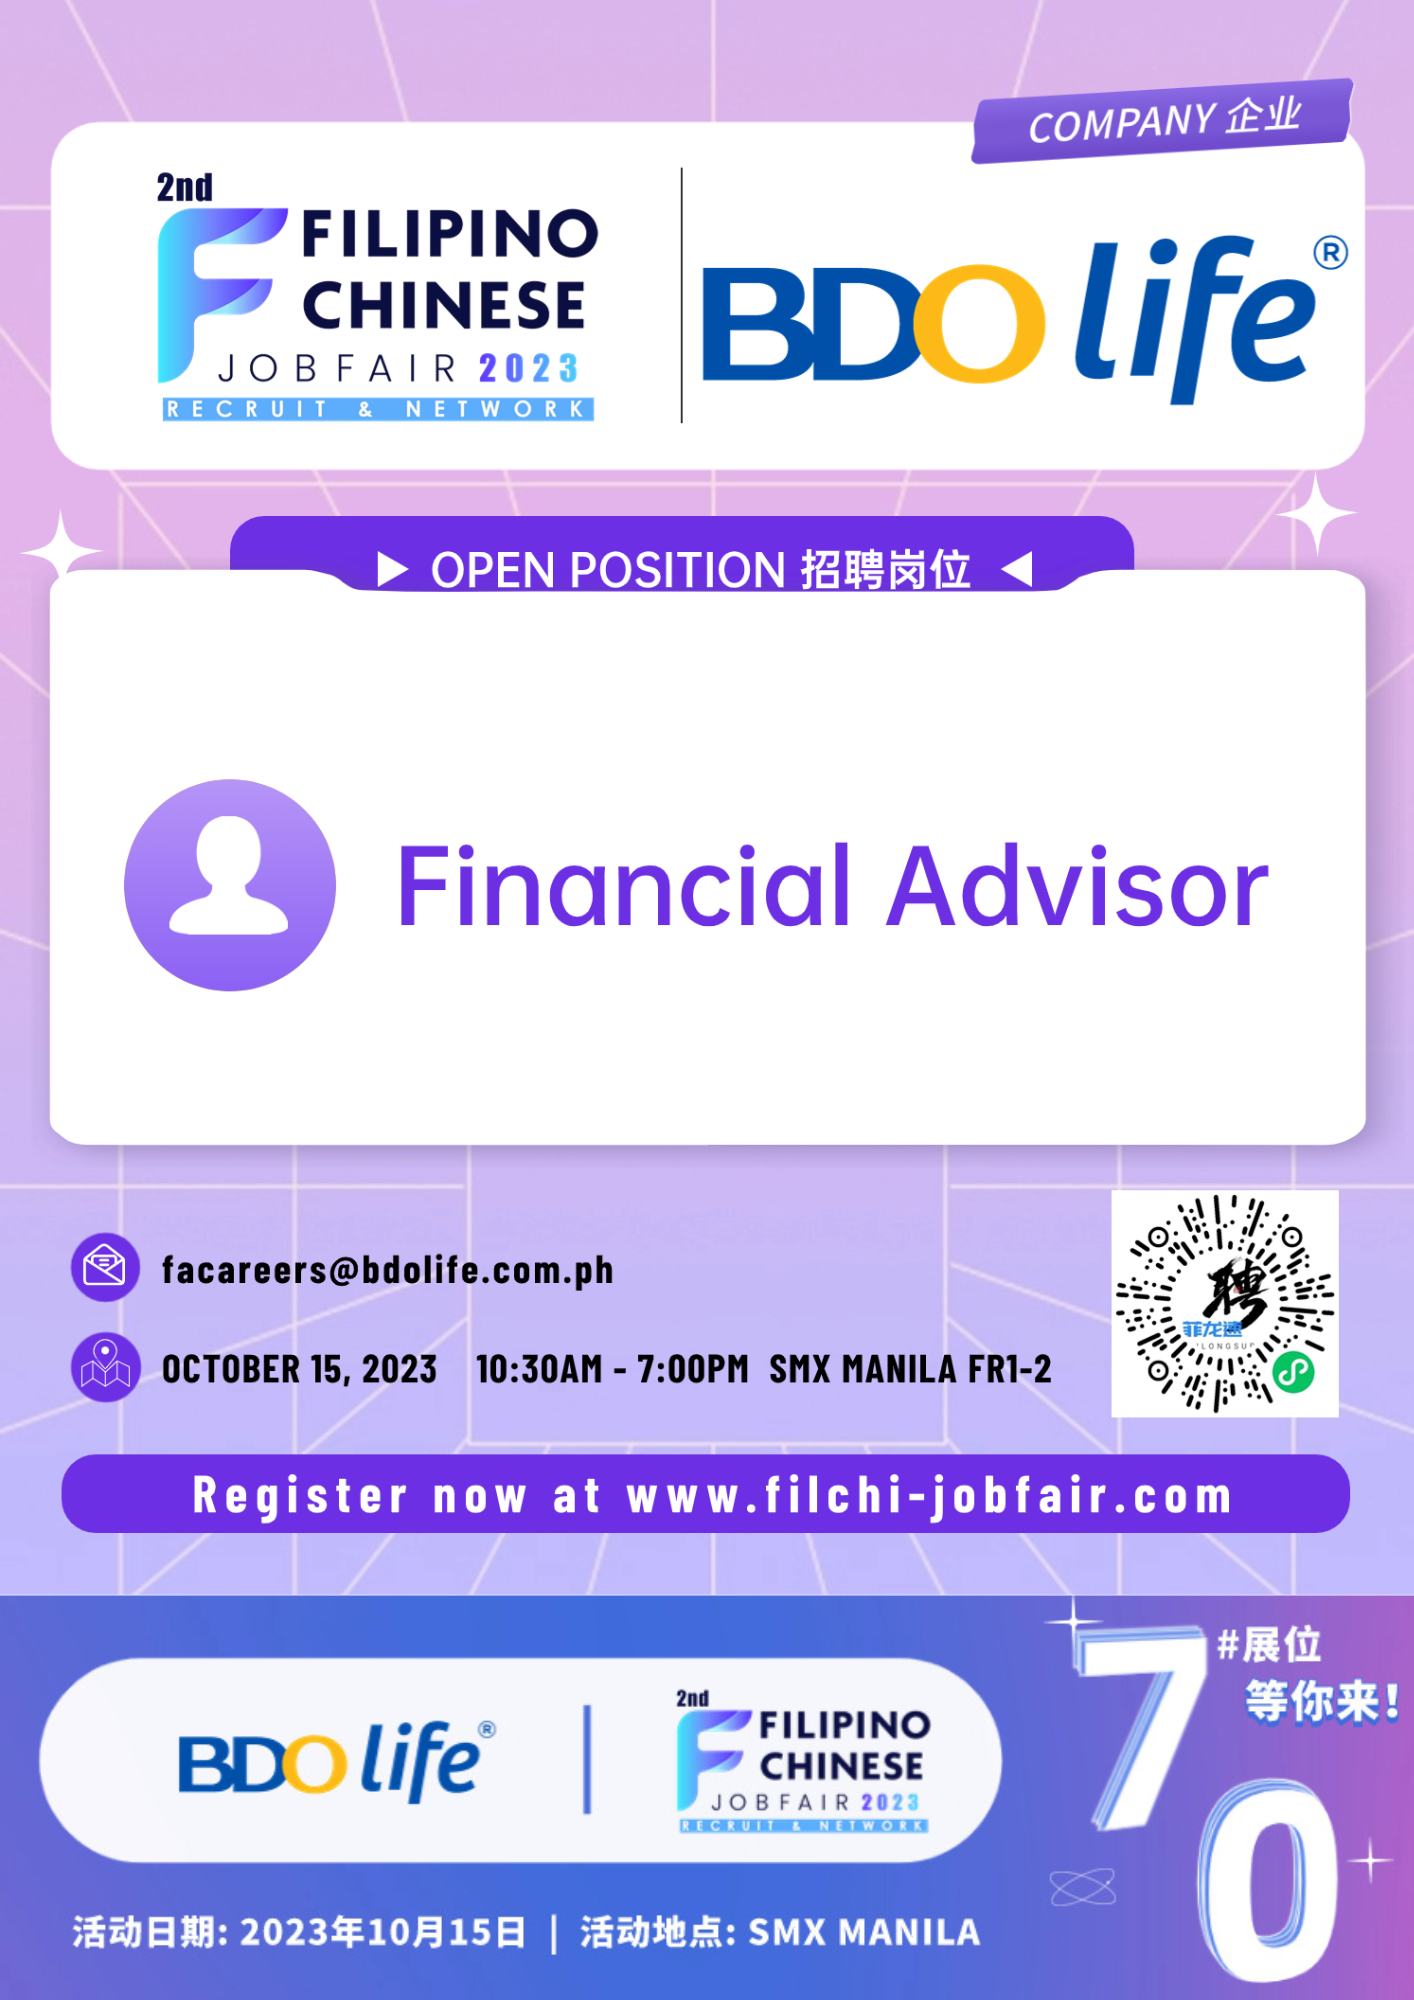 COMPANY 企业
2nd
FILIPINO
CHINESE
JOBFAIR 2023
RECRUIT & NETWORK
BDO life®
OPEN POSITION 招聘岗位
Financial Advisor
facareers@bdolife.com.ph
OCTOBER 15, 2023 10:30AM - 7:00PM SMX MANILA FR1-2
聘
菲龙速
LONGSU
Register now at www.filchi-jobfair.com
#展位
等你来!
70
BDO life®
2nd
FILIPINO
CHINESE
JOBFAIR 2023
RECRUIT & NETWORK
活动日期: 2023年10月15日 | 活动地点: SMX MANILA